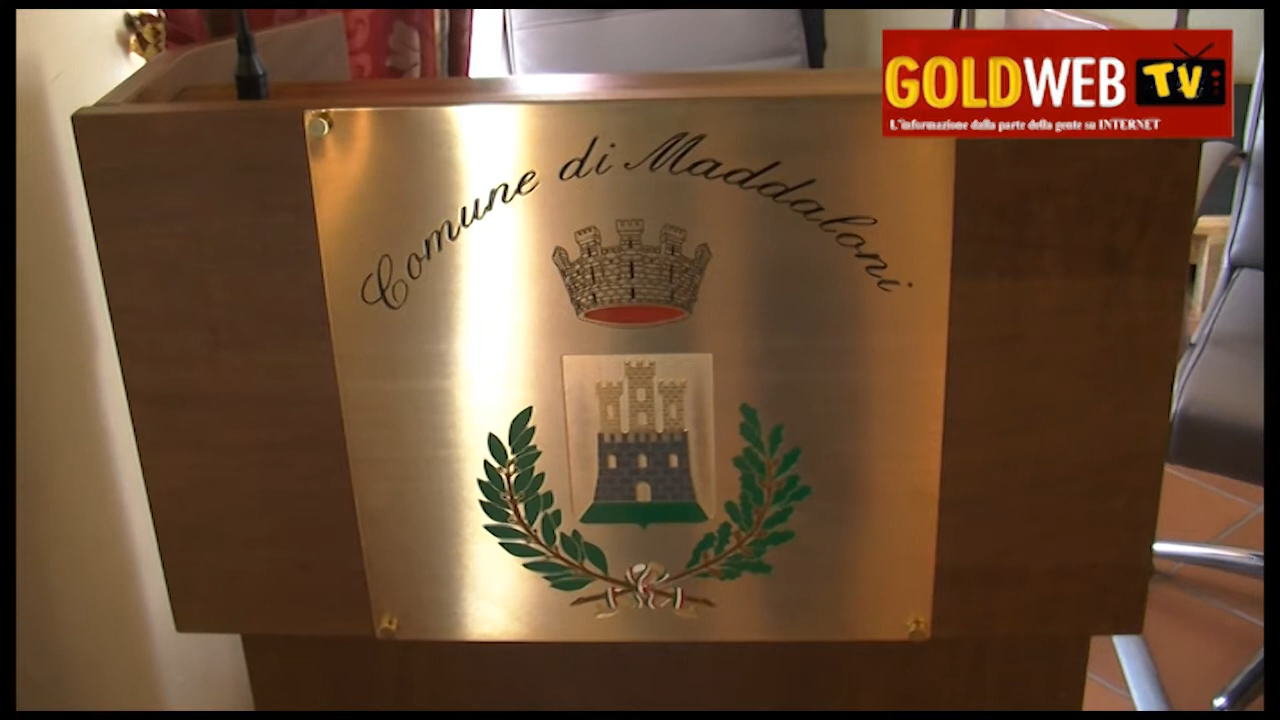 GOLDWEB TV
L'informazione dalla parte della gente su INTERNET
Comune di Maddaloni